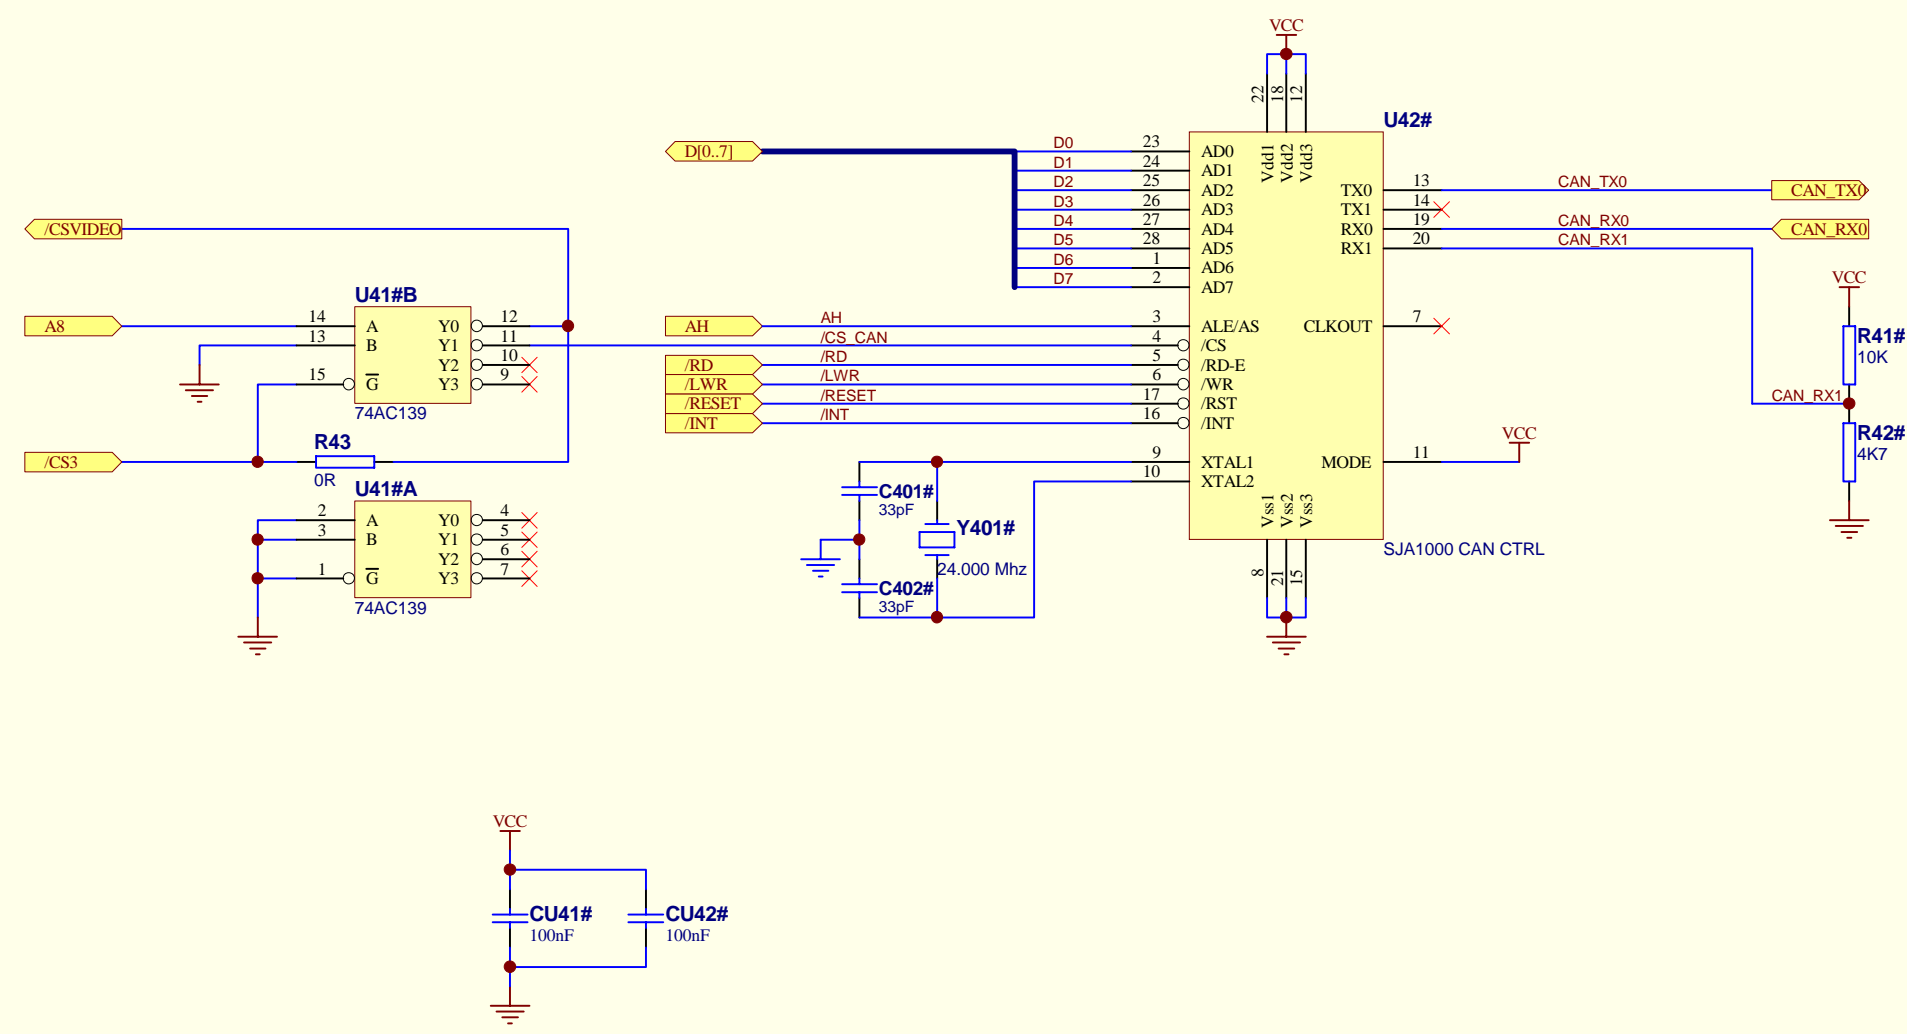 VCC
22
18
12
U42#
Vdd1
Vdd2
Vdd3
D[0..7]
D0 23 AD0
D1 24 AD1
D2 25 AD2
D3 26 AD3
D4 27 AD4
D5 28 AD5
D6 1 AD6
D7 2 AD7
TX0 13 CAN_TX0 CAN_TX0
TX1 14
RX0 19 CAN_RX0 CAN_RX0
RX1 20 CAN_RX1
/CSVIDEO
U41#B
A8 14 A Y0 12
13 B Y1 11
Y2 10
15 G Y3 9
74AC139
AH AH 3 ALE/AS
/CS_CAN 4 /CS
/RD /RD 5 /RD-E
/LWR /LWR 6 /WR
/RESET /RESET 17 /RST
/INT /INT 16 /INT
CLKOUT 7
VCC
R41#
10K
CAN_RX1
R42#
4K7
R43
/CS3
0R
9 XTAL1
10 XTAL2
MODE 11
VCC
U41#A
2 A Y0 4
3 B Y1 5
Y2 6
1 G Y3 7
74AC139
C401#
33pF
Y401#
24.000 Mhz
C402#
33pF
Vss1
Vss2
Vss3
SJA1000 CAN CTRL
8
21
15
VCC
CU41#
100nF
CU42#
100nF